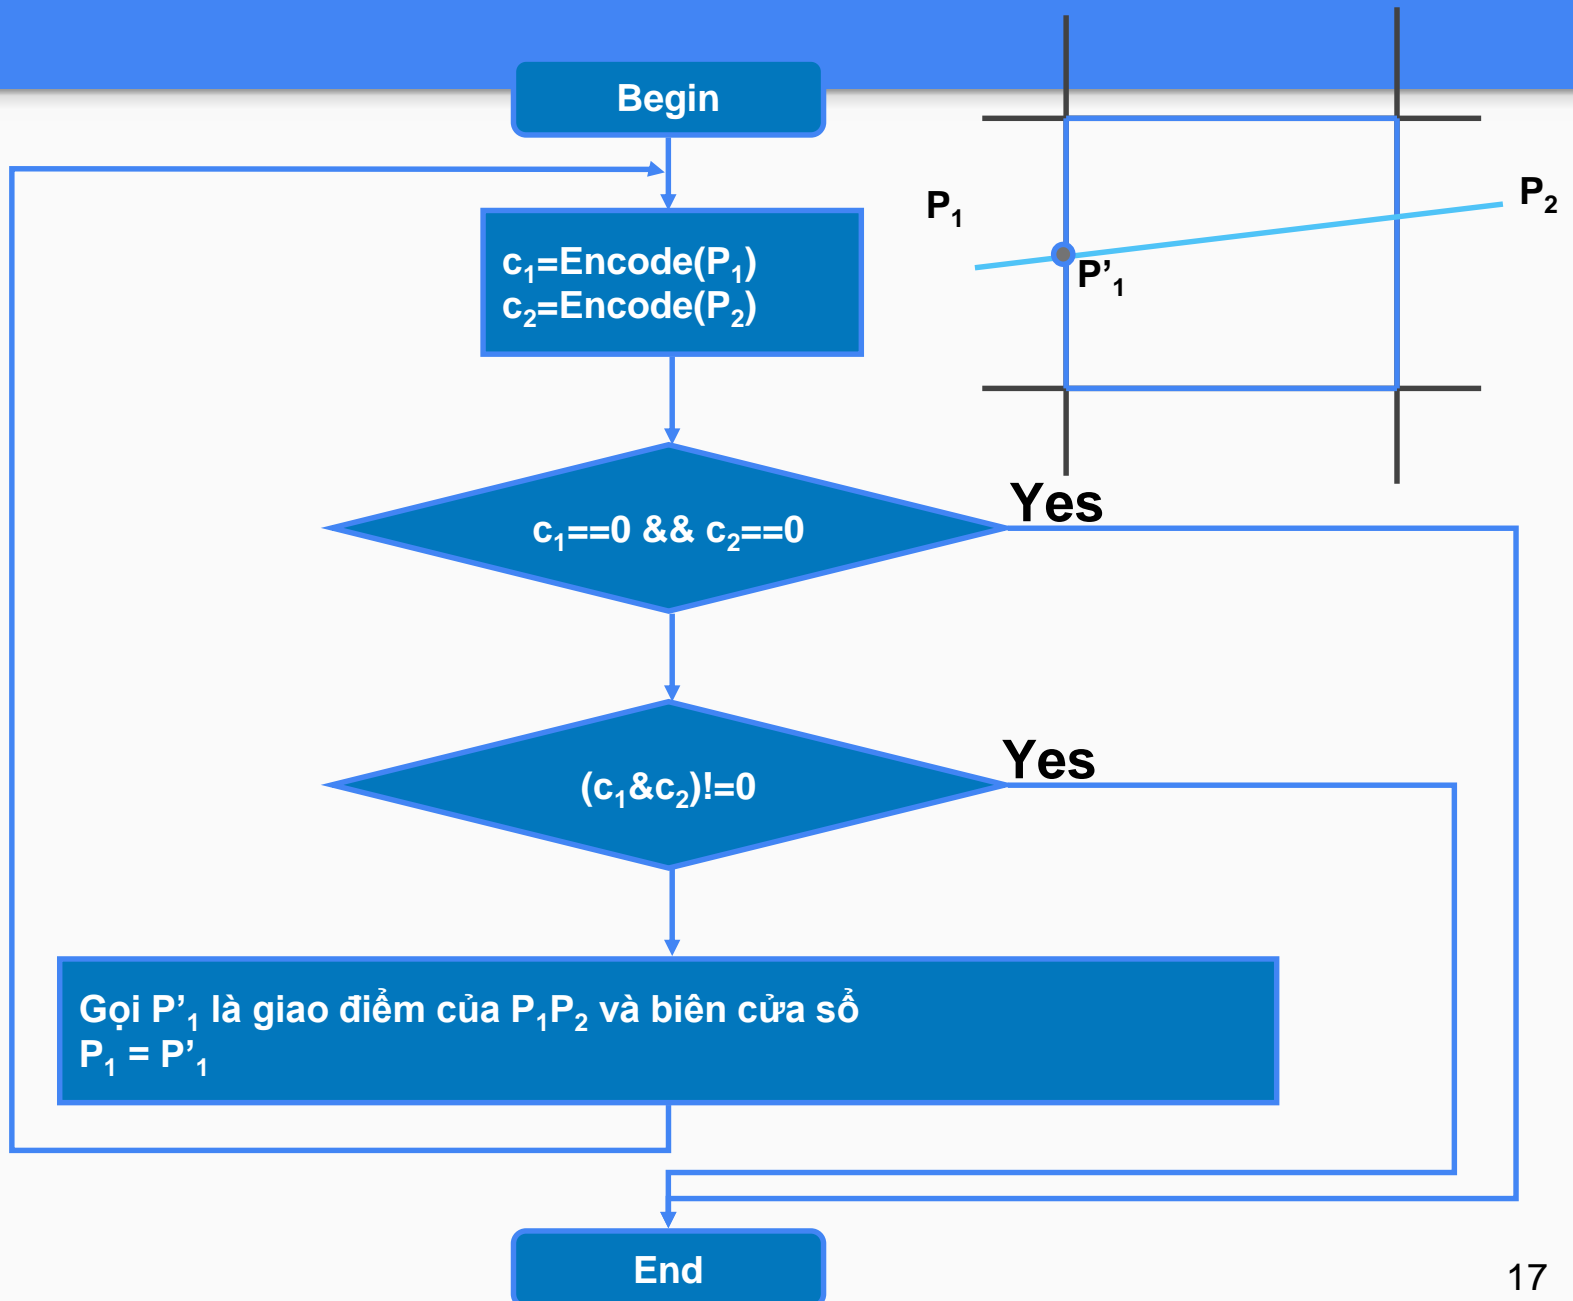 Begin
c₁=Encode(P₁)
c₂=Encode(P₂)
P₁
P₂
P’₁
c₁==0 && c₂==0
Yes
(c₁&c₂)!=0
Yes
Gọi P’₁ là giao điểm của P₁P₂ và biên cửa sổ
P₁ = P’₁
End
17